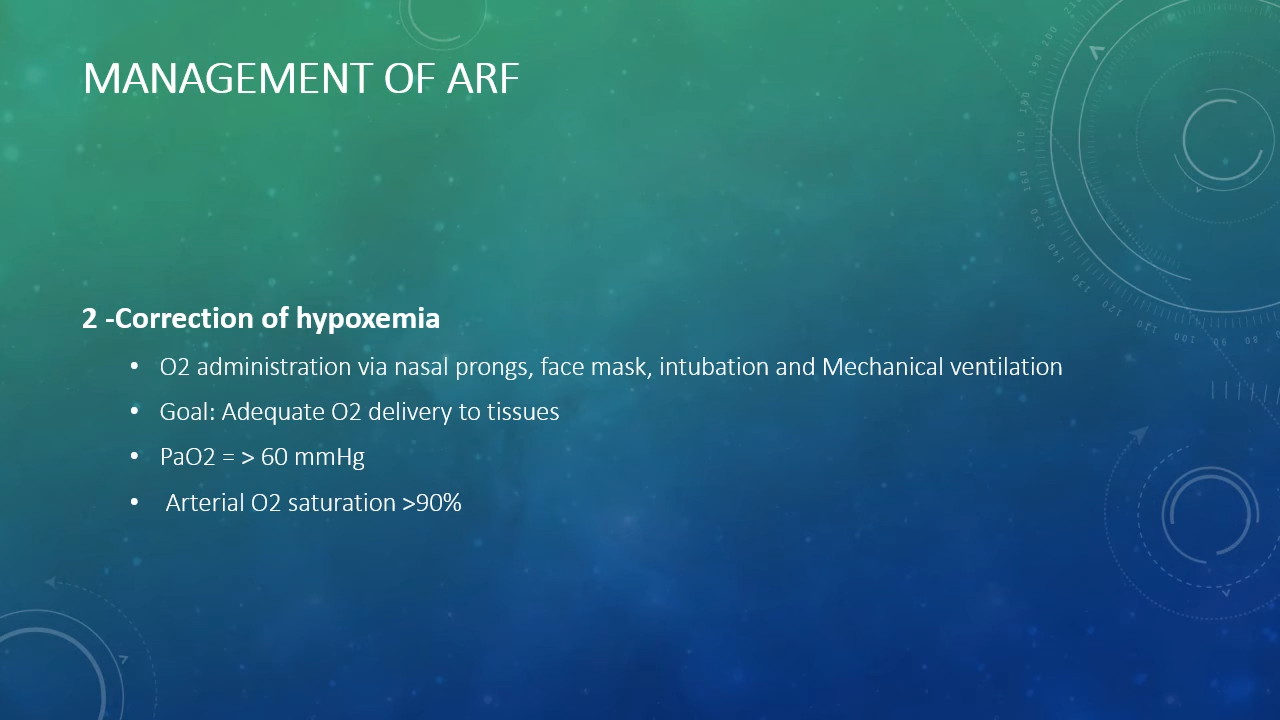 MANAGEMENT OF ARF
2 -Correction of hypoxemia
• O2 administration via nasal prongs, face mask, intubation and Mechanical ventilation
• Goal: Adequate O2 delivery to tissues
• PaO2 = > 60 mmHg
• Arterial O2 saturation >90%